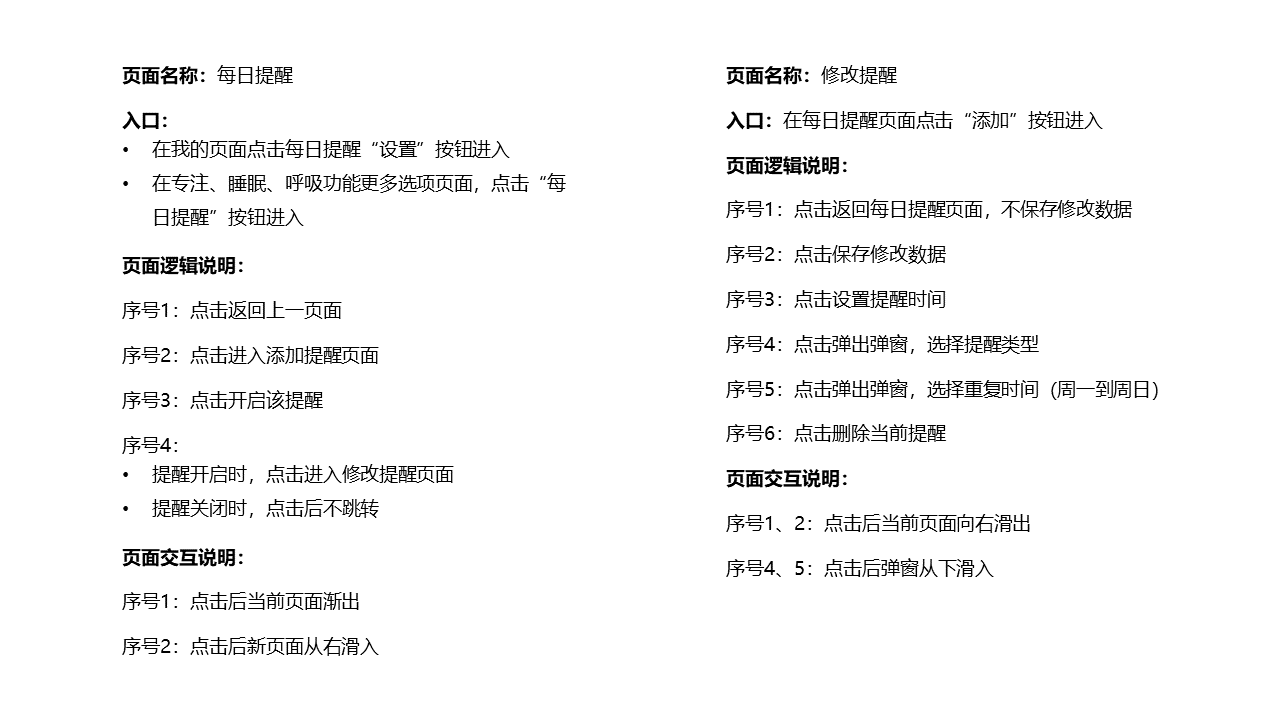 页面名称：每日提醒
入口：
• 在我的页面点击每日提醒“设置”按钮进入
• 在专注、睡眠、呼吸功能更多选项页面，点击“每
日提醒”按钮进入
页面逻辑说明：
序号1：点击返回上一页面
序号2：点击进入添加提醒页面
序号3：点击开启该提醒
序号4：
• 提醒开启时，点击进入修改提醒页面
• 提醒关闭时，点击后不跳转
页面交互说明：
序号1：点击后当前页面渐出
序号2：点击后新页面从右滑入
页面名称：修改提醒
入口：在每日提醒页面点击“添加”按钮进入
页面逻辑说明：
序号1：点击返回每日提醒页面，不保存修改数据
序号2：点击保存修改数据
序号3：点击设置提醒时间
序号4：点击弹出弹窗，选择提醒类型
序号5：点击弹出弹窗，选择重复时间（周一到周日）
序号6：点击删除当前提醒
页面交互说明：
序号1、2：点击后当前页面向右滑出
序号4、5：点击后弹窗从下滑入